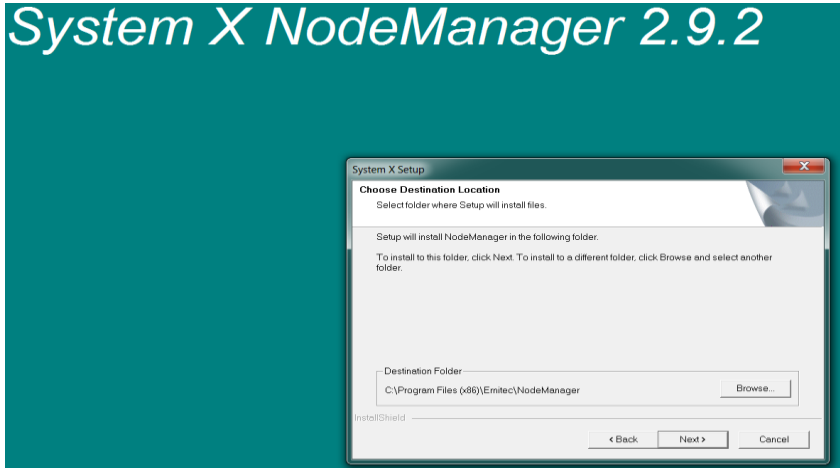 System X NodeManager 2.9.2
System X Setup
Choose Destination Location
Select folder where Setup will install files.
Setup will install NodeManager in the following folder.
To install to this folder, click Next. To install to a different folder, click Browse and select another
folder.
Destination Folder
C:\Program Files (x86)\Emitec\NodeManager
Browse...
InstallShield
< Back
Next >
Cancel